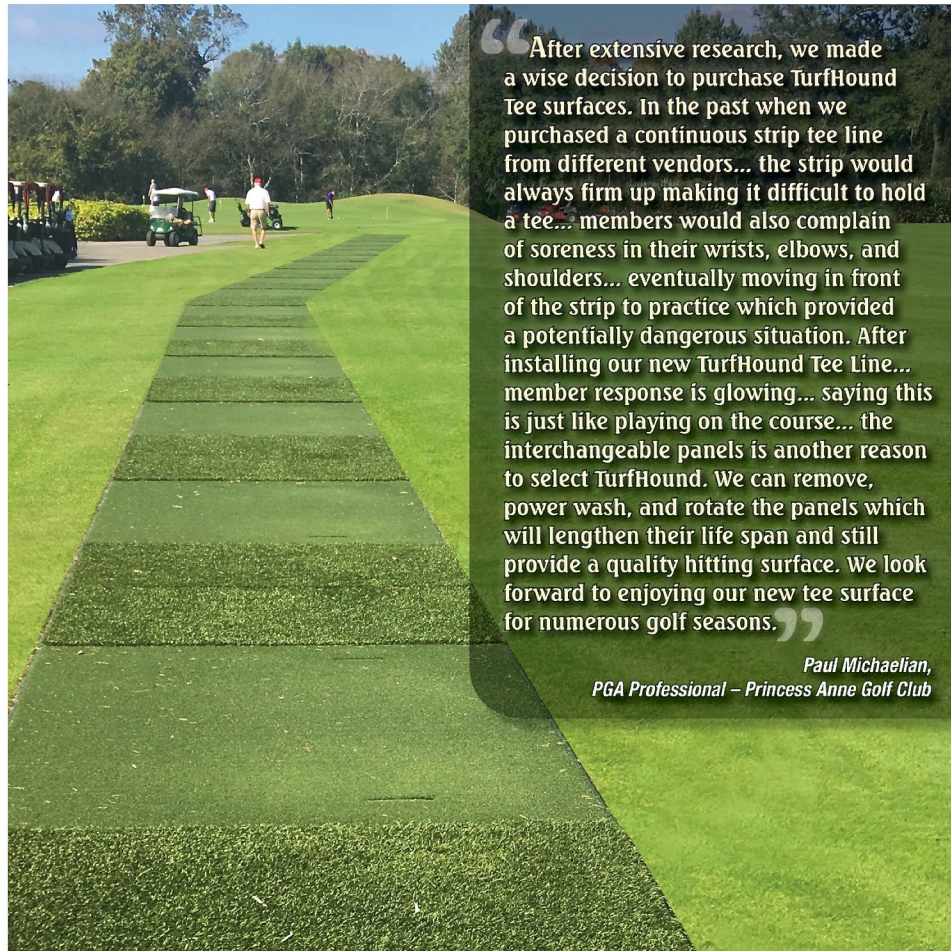 “After extensive research, we made
a wise decision to purchase TurfHound
Tee surfaces. In the past when we
purchased a continuous strip tee line
from different vendors... the strip would
always firm up making it difficult to hold
a tee... members would also complain
of soreness in their wrists, elbows, and
shoulders... eventually moving in front
of the strip to practice which provided
a potentially dangerous situation. After
installing our new TurfHound Tee Line...
member response is glowing... saying this
is just like playing on the course... the
interchangeable panels is another reason
to select TurfHound. We can remove,
power wash, and rotate the panels which
will lengthen their life span and still
provide a quality hitting surface. We look
forward to enjoying our new tee surface
for numerous golf seasons.”
Paul Michaelian,
PGA Professional – Princess Anne Golf Club